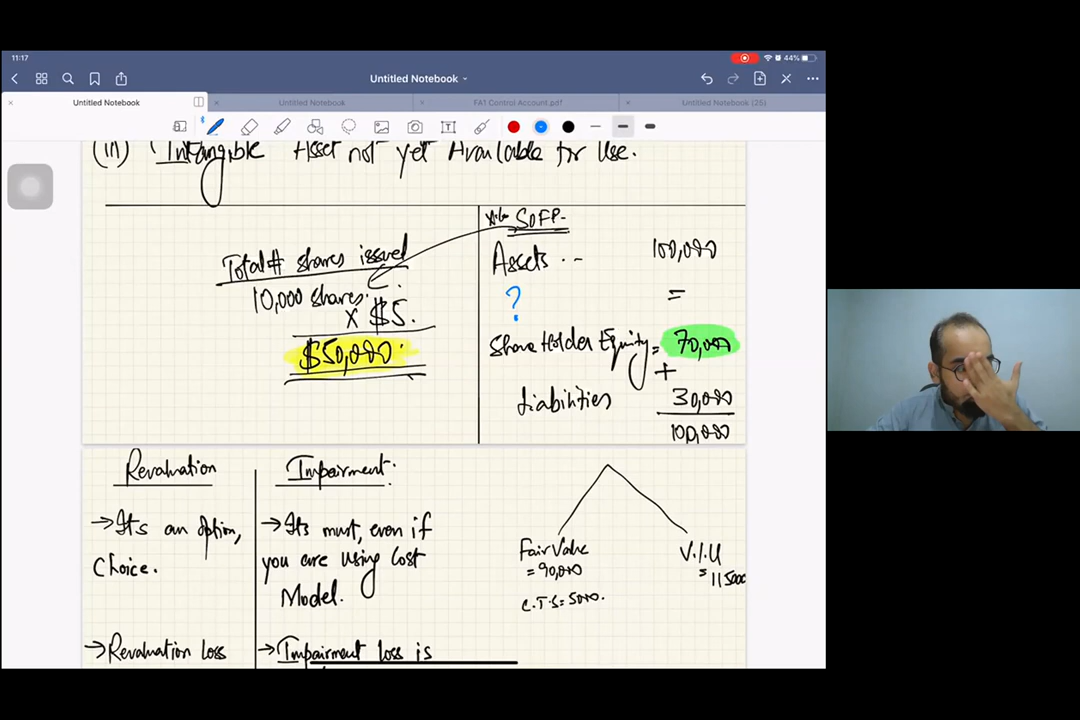 11:17
44%
Untitled Notebook
Untitled Notebook
Untitled Notebook
FA1 Control Account.pdf
Untitled Notebook (25)
(iii) Intangible Asset not yet Available for Use.
Total # shares issued
10,000 shares.
X $5.
$50,000.
SOFP.
Assets -- 100,000
? =
ShareHolder Equity = 70,000
+
Liabilities 30,000
100,000
Revaluation
→ It's an option,
choice.
→ Revaluation loss
Impairment:
→ Its must, even if
you are using Cost
Model.
→ Impairment loss is
Fair Value
= 90,000
C.T.S = 5000.
V.I.U
= 115000